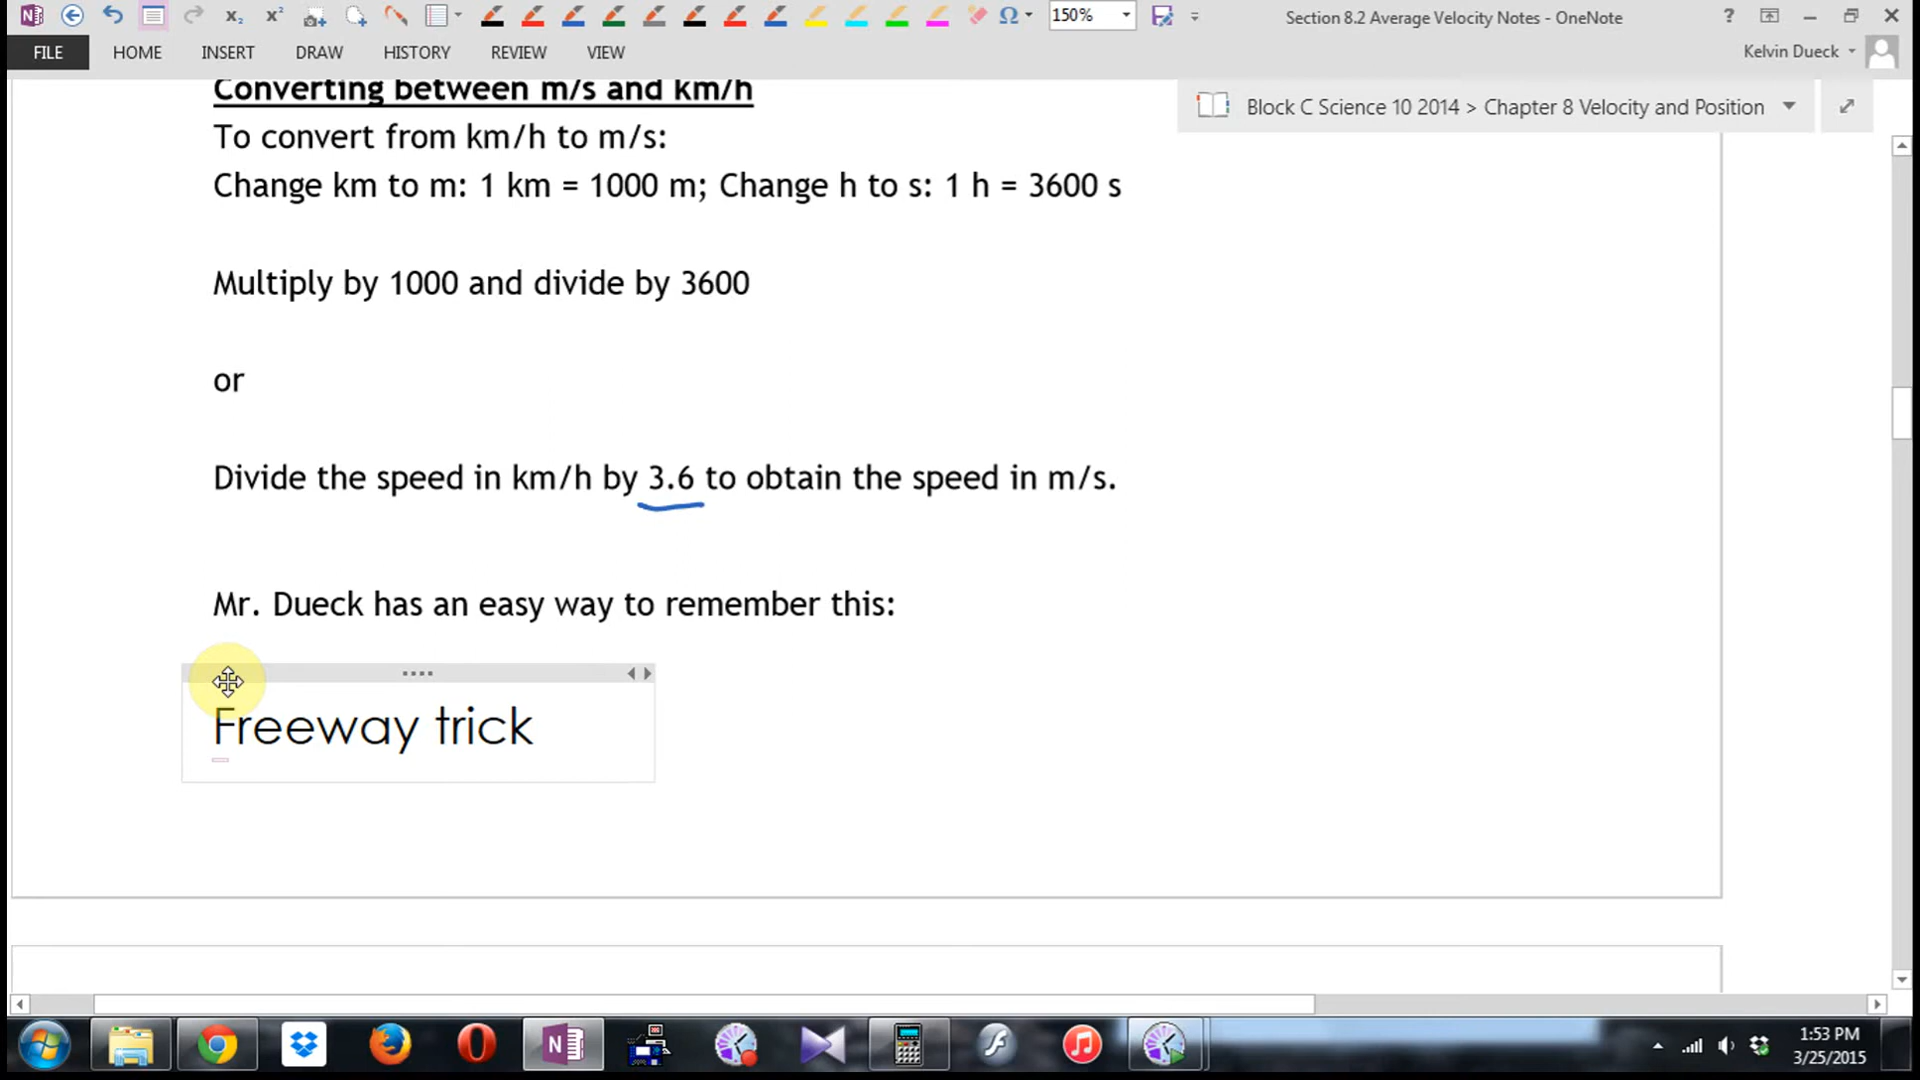 150%
Section 8.2 Average Velocity Notes - OneNote
FILE HOME INSERT DRAW HISTORY REVIEW VIEW
Kelvin Dueck
Block C Science 10 2014 > Chapter 8 Velocity and Position
Converting between m/s and km/h
To convert from km/h to m/s:
Change km to m: 1 km = 1000 m; Change h to s: 1 h = 3600 s
Multiply by 1000 and divide by 3600
or
Divide the speed in km/h by 3.6 to obtain the speed in m/s.
Mr. Dueck has an easy way to remember this:
Freeway trick
1:53 PM
3/25/2015